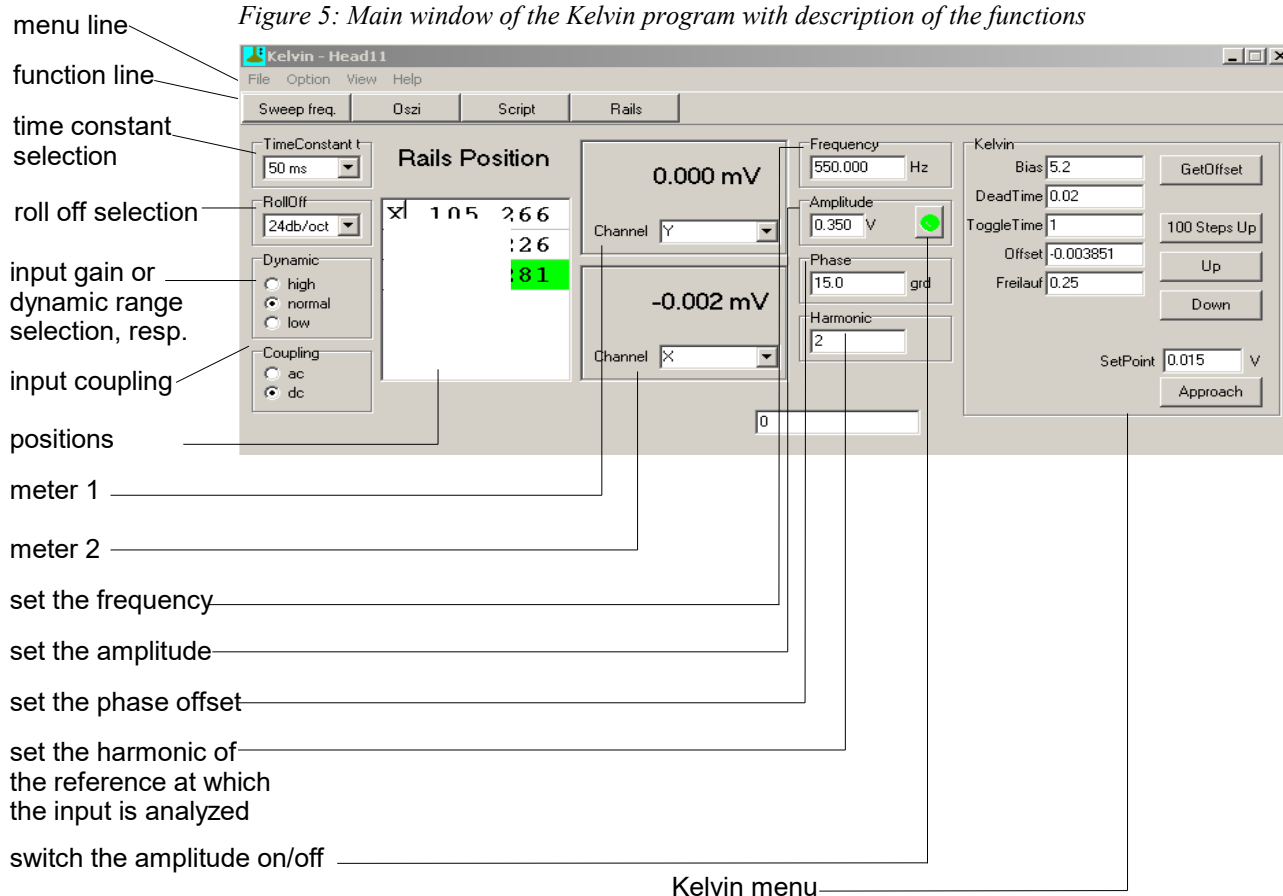 Figure 5: Main window of the Kelvin program with description of the functions
menu line
function line
time constant
selection
roll off selection
input gain or
dynamic range
selection, resp.
input coupling
positions
meter 1
meter 2
set the frequency
set the amplitude
set the phase offset
set the harmonic of
the reference at which
the input is analyzed
switch the amplitude on/off
Kelvin menu
Kelvin - Head11
File Option View Help
Sweep freq. Oszi Script Rails
TimeConstant t
50 ms
RollOff
24db/oct
Dynamic
high
normal
low
Coupling
ac
dc
Rails Position
X 105 266
:26
:81
0.000 mV
Channel Y
-0.002 mV
Channel X
Frequency
550.000 Hz
Amplitude
0.350 V
Phase
15.0 grd
Harmonic
2
0
Kelvin
Bias 5.2 GetOffset
DeadTime 0.02
ToggleTime 1 100 Steps Up
Offset -0.003851
Up
Freilauf 0.25
Down
SetPoint 0.015 V
Approach